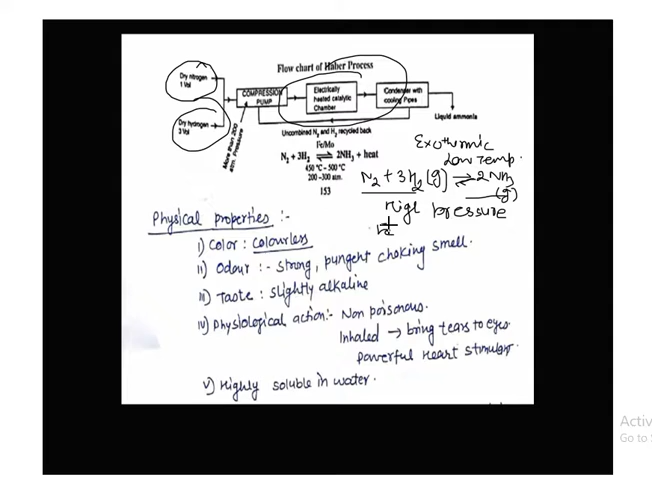 Flow chart of Haber Process
Dry nitrogen
1 Vol
Dry hydrogen
3 Vol
More than 200
atm. Pressure
COMPRESSION
PUMP
Electrically
heated catalytic
Chamber
Condenser with
cooling Pipes
Liquid ammonia
Uncombined N₂ and H₂ recycled back
Fe/Mo
N₂ + 3H₂ ⇌ 2NH₃ + heat
450 °C – 500 °C
200 – 300 atm.
153
Exothermic
Low Temp.
N₂ + 3H₂(g) ⇌ 2NH₃
(g)
High pressure
Physical properties :-
i) Color : Colourless
ii) Odour :- Strong, pungent choking smell.
iii) Taste : Slightly alkaline
iv) Physiological action:- Non poisonous.
Inhaled → bring tears to eyes.
Powerful Heart stimulant.
v) Highly soluble in water.
Activ
Go to S